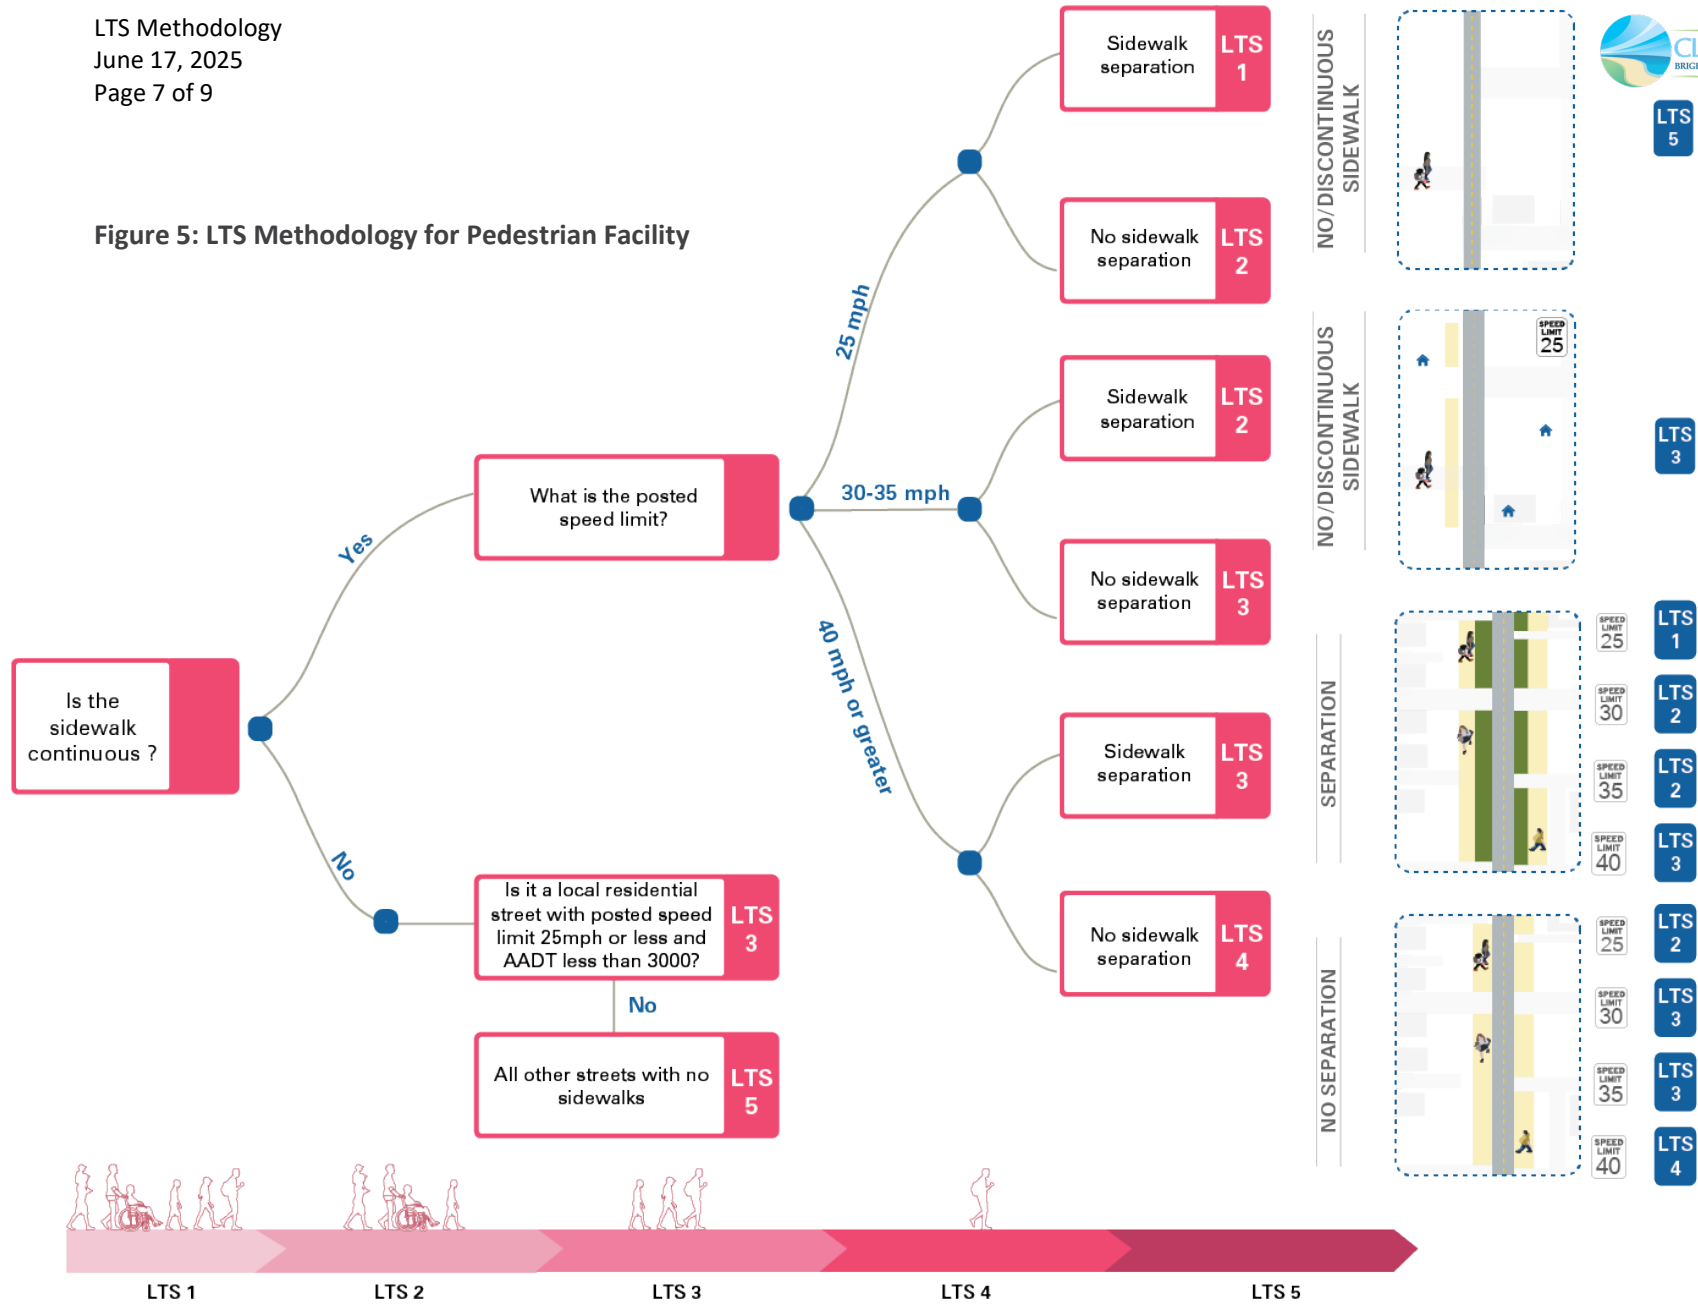 LTS Methodology
June 17, 2025
Page 7 of 9
Figure 5: LTS Methodology for Pedestrian Facility
Is the
sidewalk
continuous ?
Yes
No
What is the posted
speed limit?
Is it a local residential
street with posted speed
limit 25mph or less and
AADT less than 3000?
LTS
3
No
All other streets with no
sidewalks
LTS
5
25 mph
30-35 mph
40 mph or greater
Sidewalk
separation
LTS
1
No sidewalk
separation
LTS
2
Sidewalk
separation
LTS
2
No sidewalk
separation
LTS
3
Sidewalk
separation
LTS
3
No sidewalk
separation
LTS
4
NO/DISCONTINUOUS
SIDEWALK
LTS
5
NO/DISCONTINUOUS
SIDEWALK
SPEED
LIMIT
25
LTS
3
SEPARATION
SPEED
LIMIT
25
LTS
1
SPEED
LIMIT
30
LTS
2
SPEED
LIMIT
35
LTS
2
SPEED
LIMIT
40
LTS
3
NO SEPARATION
SPEED
LIMIT
25
LTS
2
SPEED
LIMIT
30
LTS
3
SPEED
LIMIT
35
LTS
3
SPEED
LIMIT
40
LTS
4
LTS 1
LTS 2
LTS 3
LTS 4
LTS 5